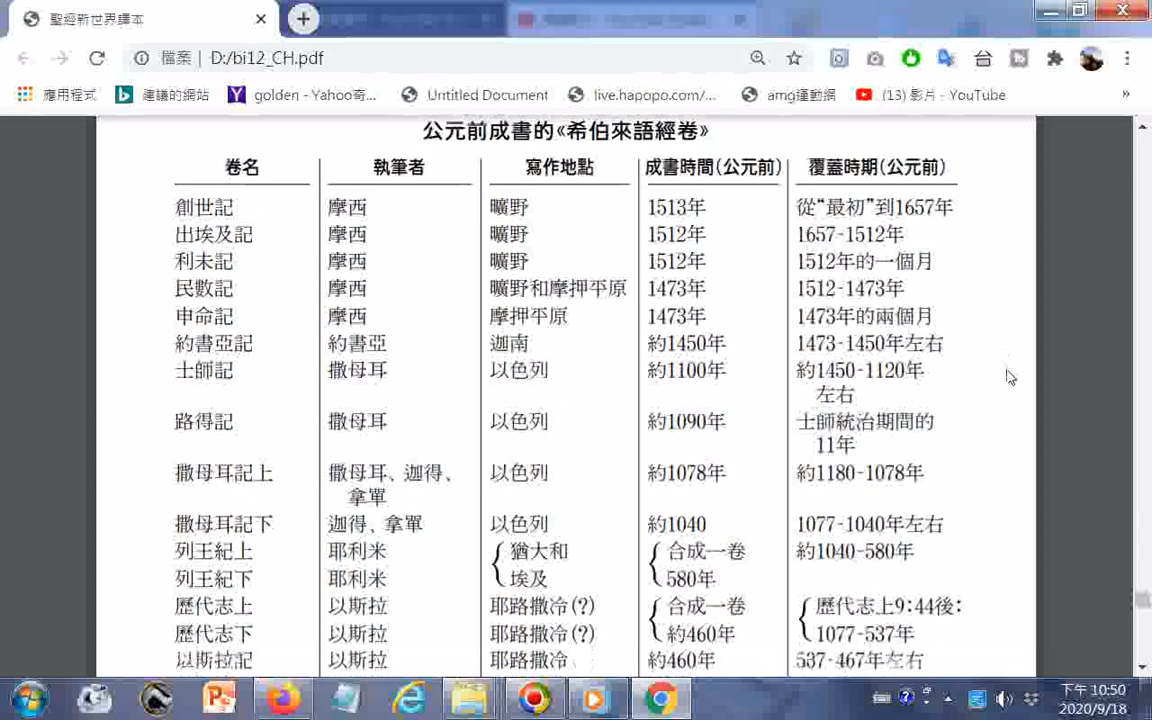 聖經新世界譯本
檔案 | D:/bi12_CH.pdf
應用程式 建議的網站 golden - Yahoo奇... Untitled Document live.hapopo.com/... amg運動網 (13) 影片 - YouTube »
公元前成書的《希伯來語經卷》
卷名 執筆者 寫作地點 成書時間(公元前) 覆蓋時期(公元前)
創世記 摩西 曠野 1513年 從“最初”到1657年
出埃及記 摩西 曠野 1512年 1657-1512年
利未記 摩西 曠野 1512年 1512年的一個月
民數記 摩西 曠野和摩押平原 1473年 1512-1473年
申命記 摩西 摩押平原 1473年 1473年的兩個月
約書亞記 約書亞 迦南 約1450年 1473-1450年左右
士師記 撒母耳 以色列 約1100年 約1450-1120年
左右
路得記 撒母耳 以色列 約1090年 士師統治期間的
11年
撒母耳記上 撒母耳、迦得、 以色列 約1078年 約1180-1078年
拿單
撒母耳記下 迦得、拿單 以色列 約1040 1077-1040年左右
列王紀上 耶利米 猶大和 合成一卷 約1040-580年
列王紀下 耶利米 埃及 580年
歷代志上 以斯拉 耶路撒冷(?) 合成一卷 歷代志上9:44後:
歷代志下 以斯拉 耶路撒冷(?) 約460年 1077-537年
以斯拉記 以斯拉 耶路撒冷 約460年 537-467年左右
下午 10:50
2020/9/18